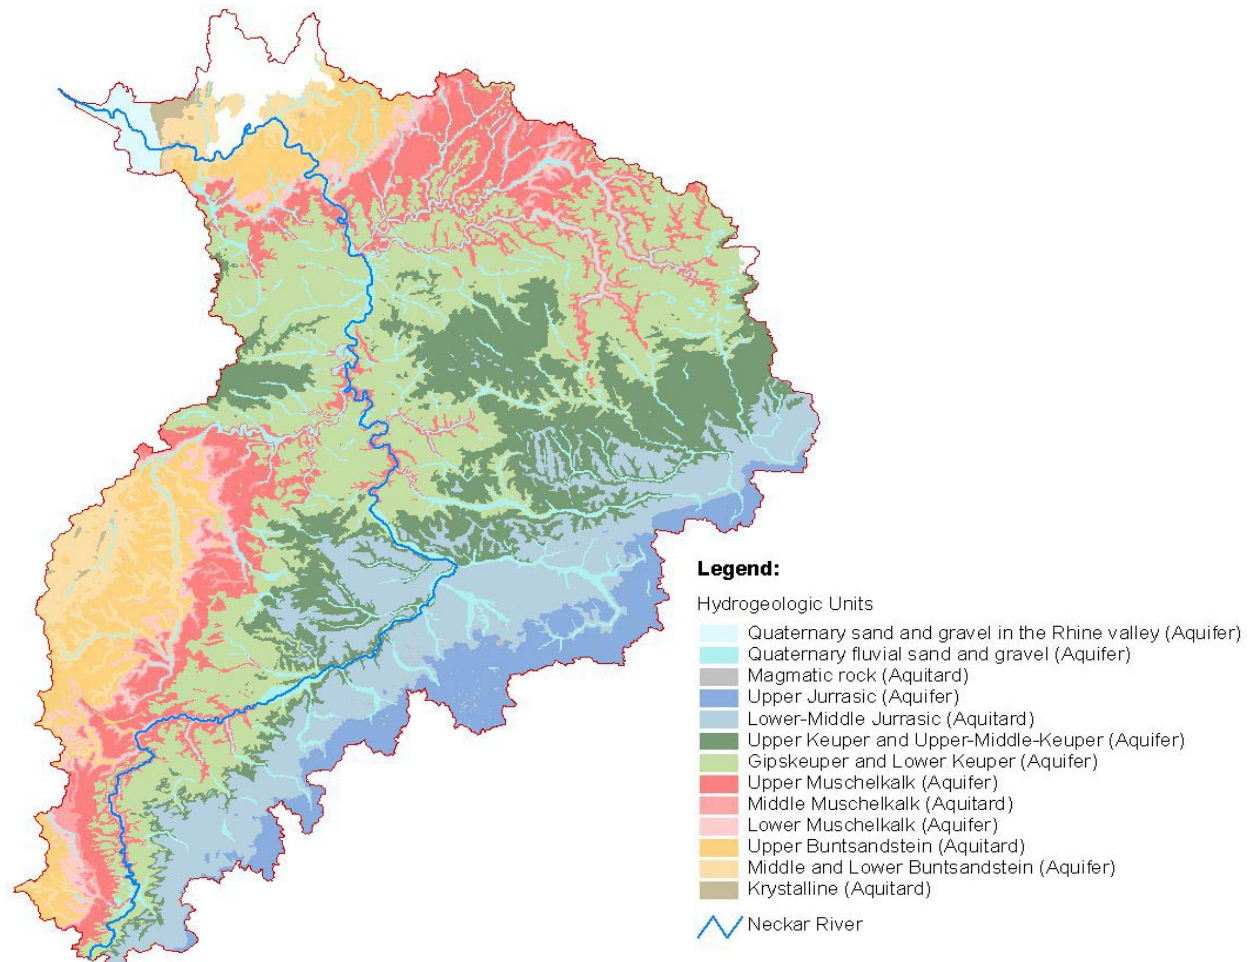 Legend:
Hydrogeologic Units
Quaternary sand and gravel in the Rhine valley (Aquifer)
Quaternary fluvial sand and gravel (Aquifer)
Magmatic rock (Aquitard)
Upper Jurrasic (Aquifer)
Lower-Middle Jurrasic (Aquitard)
Upper Keuper and Upper-Middle-Keuper (Aquifer)
Gipskeuper and Lower Keuper (Aquifer)
Upper Muschelkalk (Aquifer)
Middle Muschelkalk (Aquitard)
Lower Muschelkalk (Aquifer)
Upper Buntsandstein (Aquitard)
Middle and Lower Buntsandstein (Aquifer)
Krystalline (Aquitard)
Neckar River